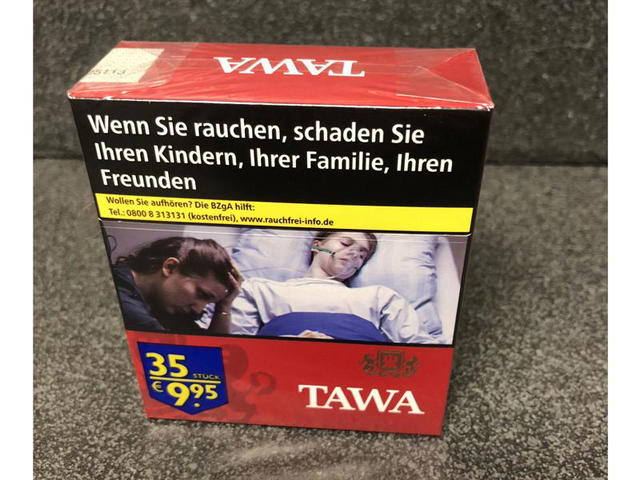 TAWA
Wenn Sie rauchen, schaden Sie
Ihren Kindern, Ihrer Familie, Ihren
Freunden
Wollen Sie aufhören? Die BZgA hilft:
Tel.: 0800 8 313131 (kostenfrei), www.rauchfrei-info.de
35
STÜCK
€ 9.95
TAWA